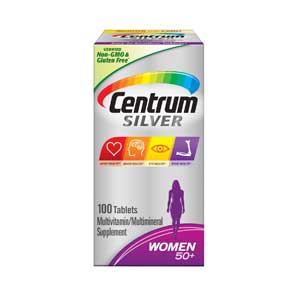 VERIFIED
Non-GMO &
Gluten Free
Centrum
SILVER
100 Tablets
Multivitamin/Multimineral
Supplement
WOMEN
50+